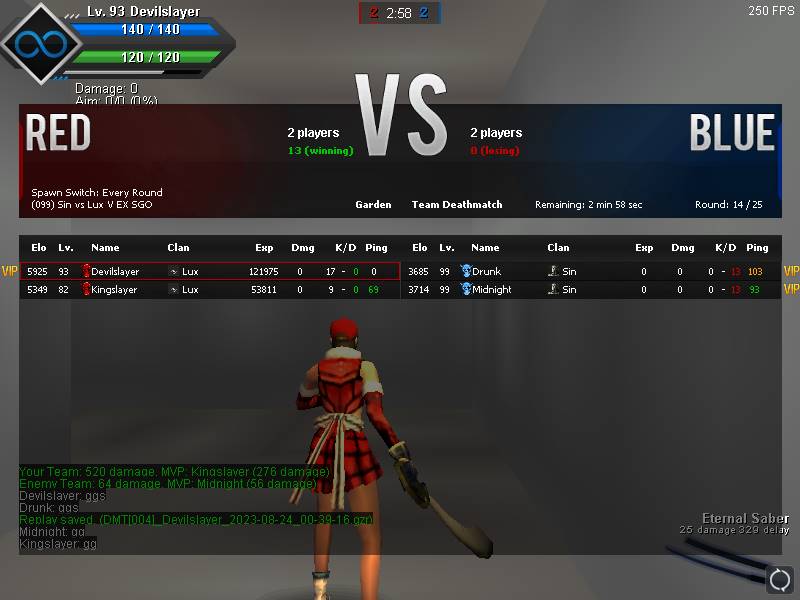 Lv. 93 Devilslayer
140 / 140
120 / 120
Damage: 0
Aim: 0/0 (0%)
2 2:58 2
250 FPS
RED
2 players
13 (winning)
VS
2 players
0 (losing)
BLUE
Spawn Switch: Every Round
(099) Sin vs Lux V EX SGO
Garden Team Deathmatch Remaining: 2 min 58 sec Round: 14 / 25
Elo Lv. Name Clan Exp Dmg K/D Ping Elo Lv. Name Clan Exp Dmg K/D Ping
VIP 5925 93 Devilslayer Lux 121975 0 17 - 0 0 3685 99 Drunk Sin 0 0 0 - 13 103 VIP
5349 82 Kingslayer Lux 53811 0 9 - 0 69 3714 99 Midnight Sin 0 0 0 - 13 93 VIP
Your Team: 520 damage. MVP: Kingslayer (276 damage)
Enemy Team: 64 damage. MVP: Midnight (56 damage)
Devilslayer: ggs
Drunk: ggs
Replay saved. (DMT[004]_Devilslayer_2023-08-24_00-39-16.gzr)
Midnight: gg
Kingslayer: gg
Eternal Saber
25 damage 329 delay